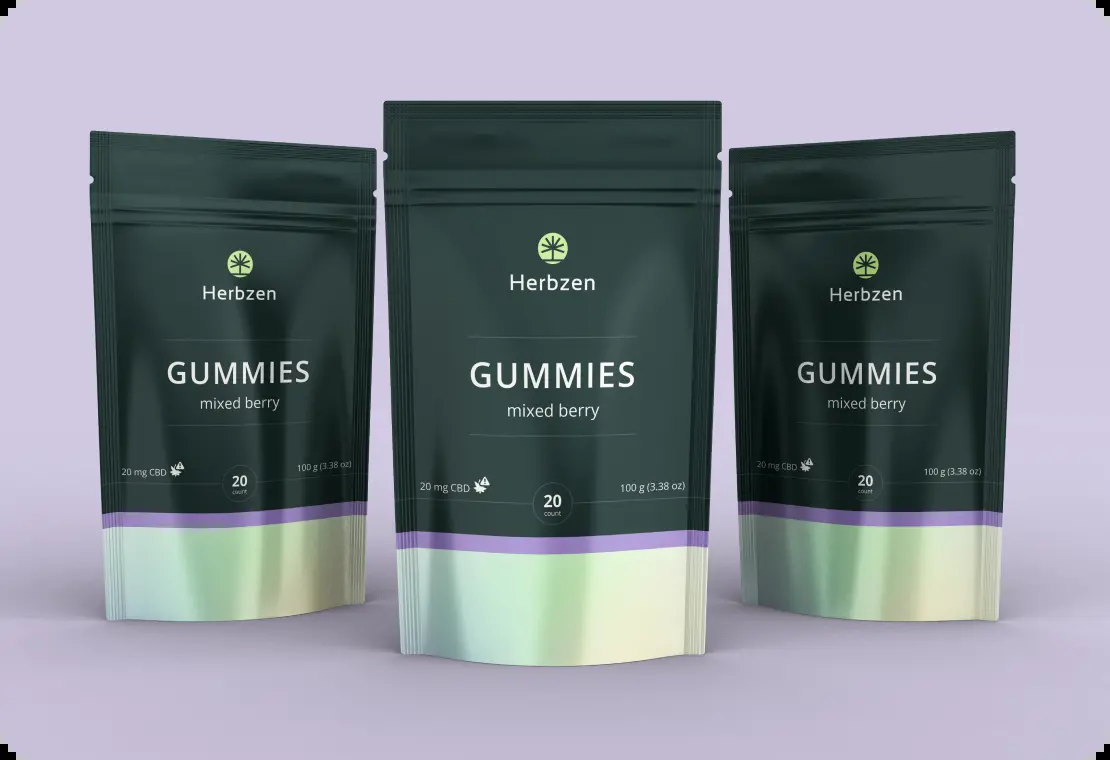 Herbzen
GUMMIES
mixed berry
20 mg CBD
100 g (3.38 oz)
20
count
Herbzen
GUMMIES
mixed berry
20 mg CBD
100 g (3.38 oz)
20
count
Herbzen
GUMMIES
mixed berry
20 mg CBD
100 g (3.38 oz)
20
count